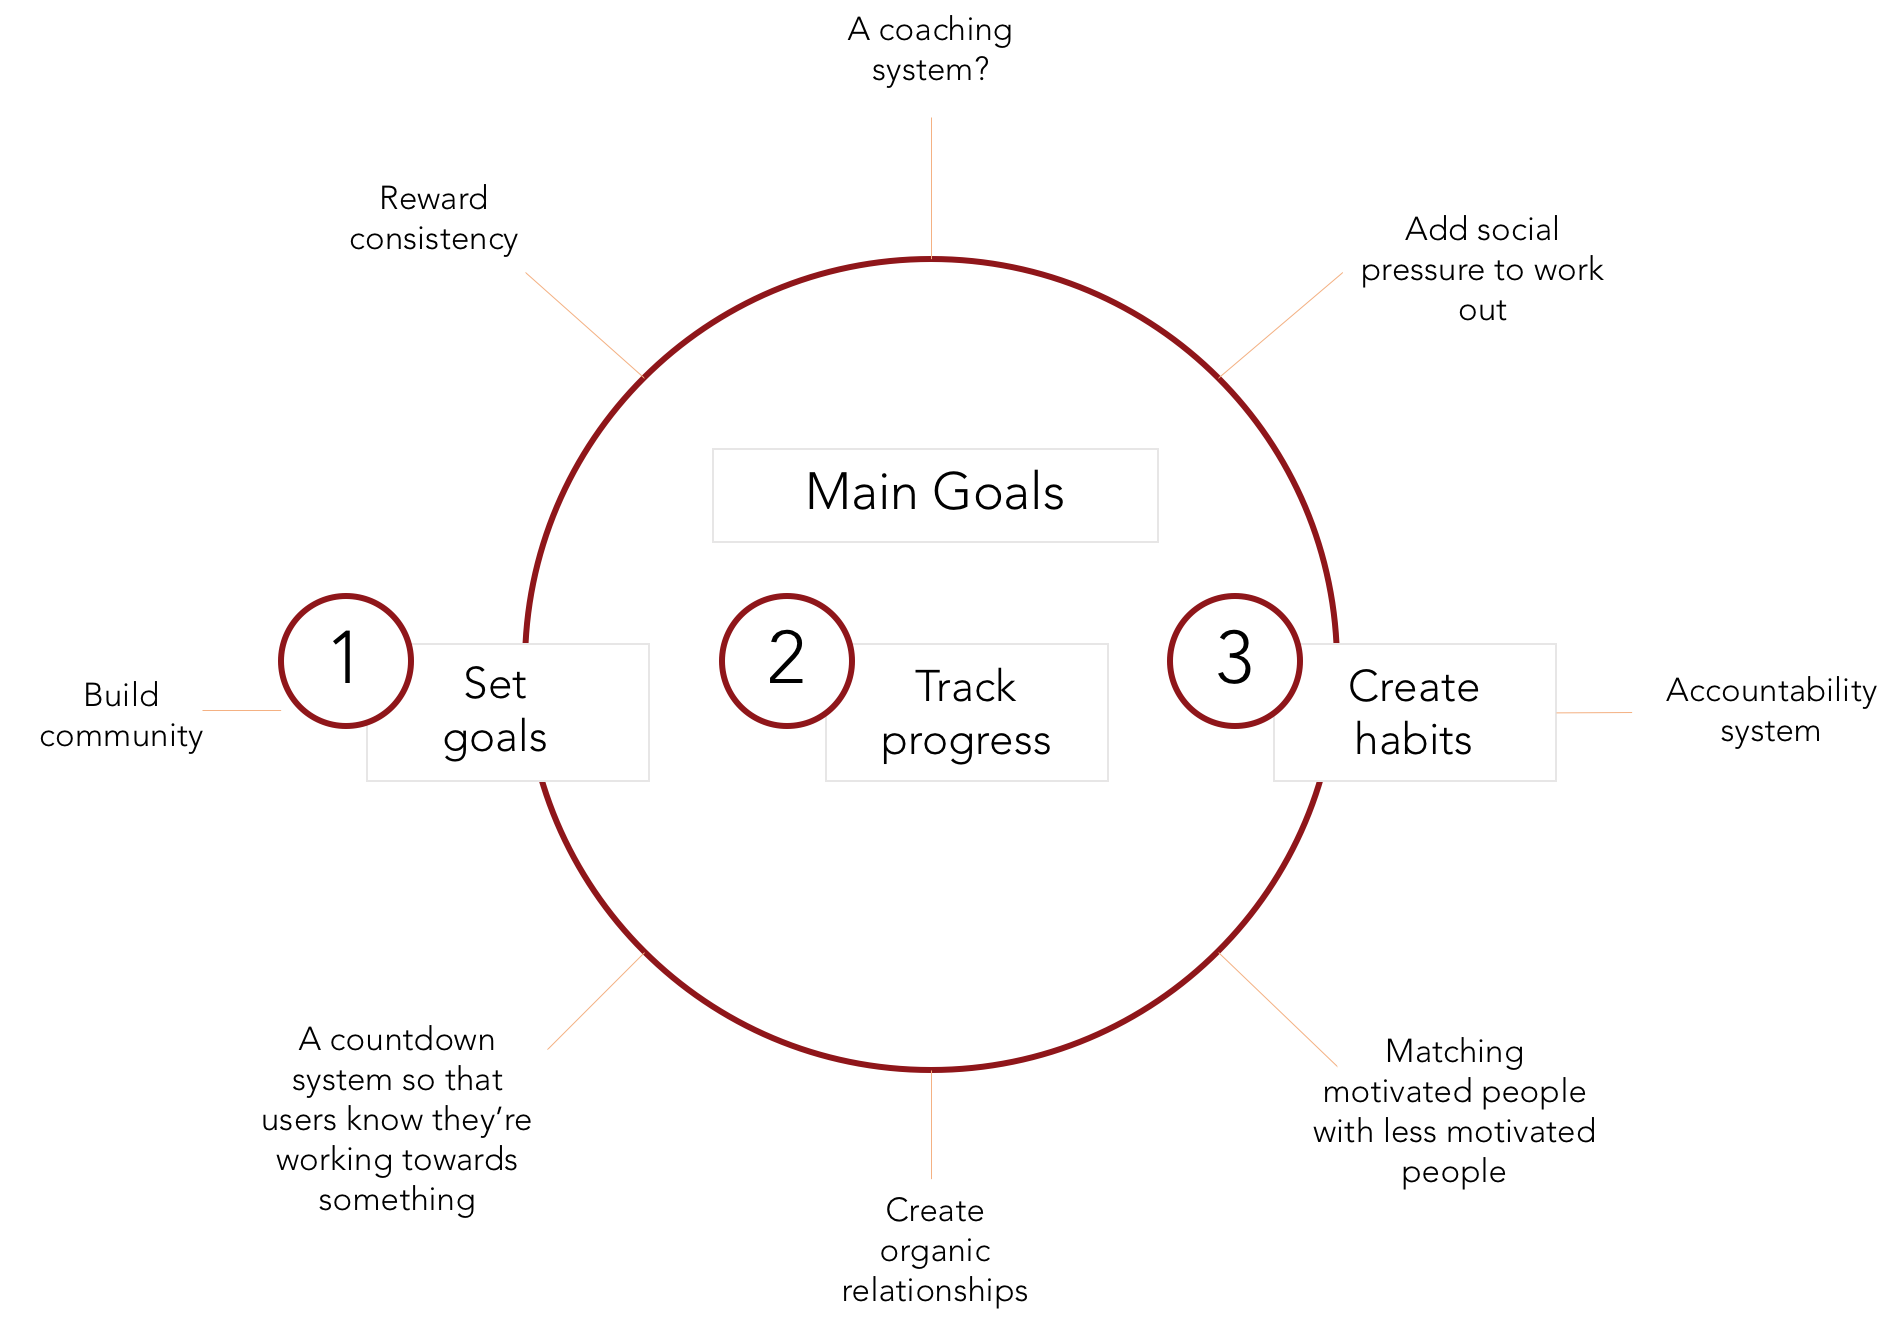 A coaching
system?
Reward
consistency
Add social
pressure to work
out
Main Goals
1
Set
goals
2
Track
progress
3
Create
habits
Build
community
Accountability
system
A countdown
system so that
users know they’re
working towards
something
Create
organic
relationships
Matching
motivated people
with less motivated
people